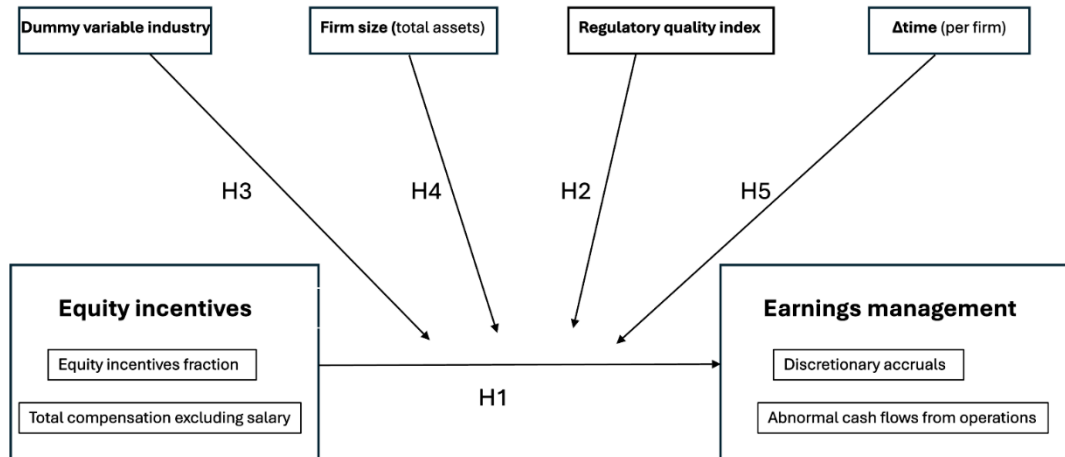 Dummy variable industry
Firm size (total assets)
Regulatory quality index
Δtime (per firm)
H3
H4
H2
H5
Equity incentives
Equity incentives fraction
Total compensation excluding salary
H1
Earnings management
Discretionary accruals
Abnormal cash flows from operations